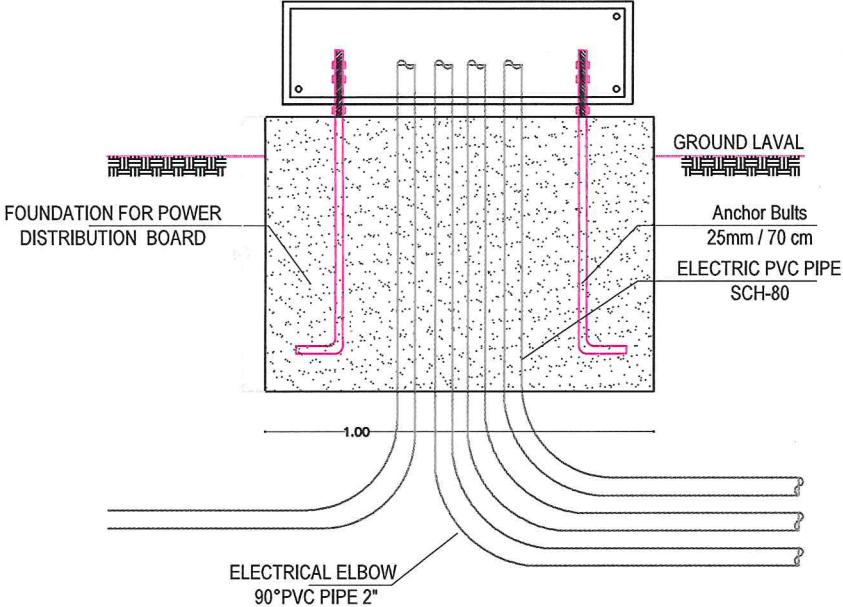 GROUND LAVAL
FOUNDATION FOR POWER
DISTRIBUTION BOARD
Anchor Bults
25mm / 70 cm
ELECTRIC PVC PIPE
SCH-80
1.00
ELECTRICAL ELBOW
90°PVC PIPE 2"